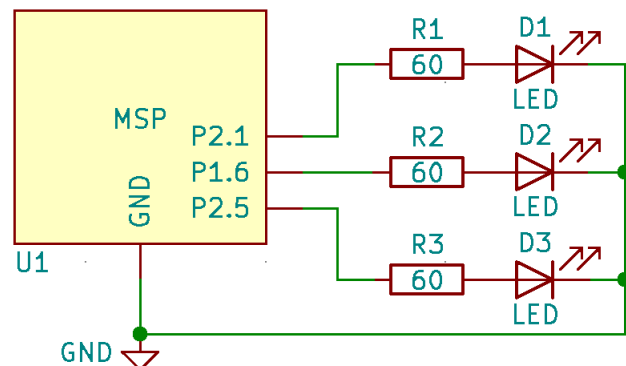 R1
60
D1
LED
MSP
P2.1
P1.6
P2.5
GND
U1
R2
60
D2
LED
R3
60
D3
LED
GND